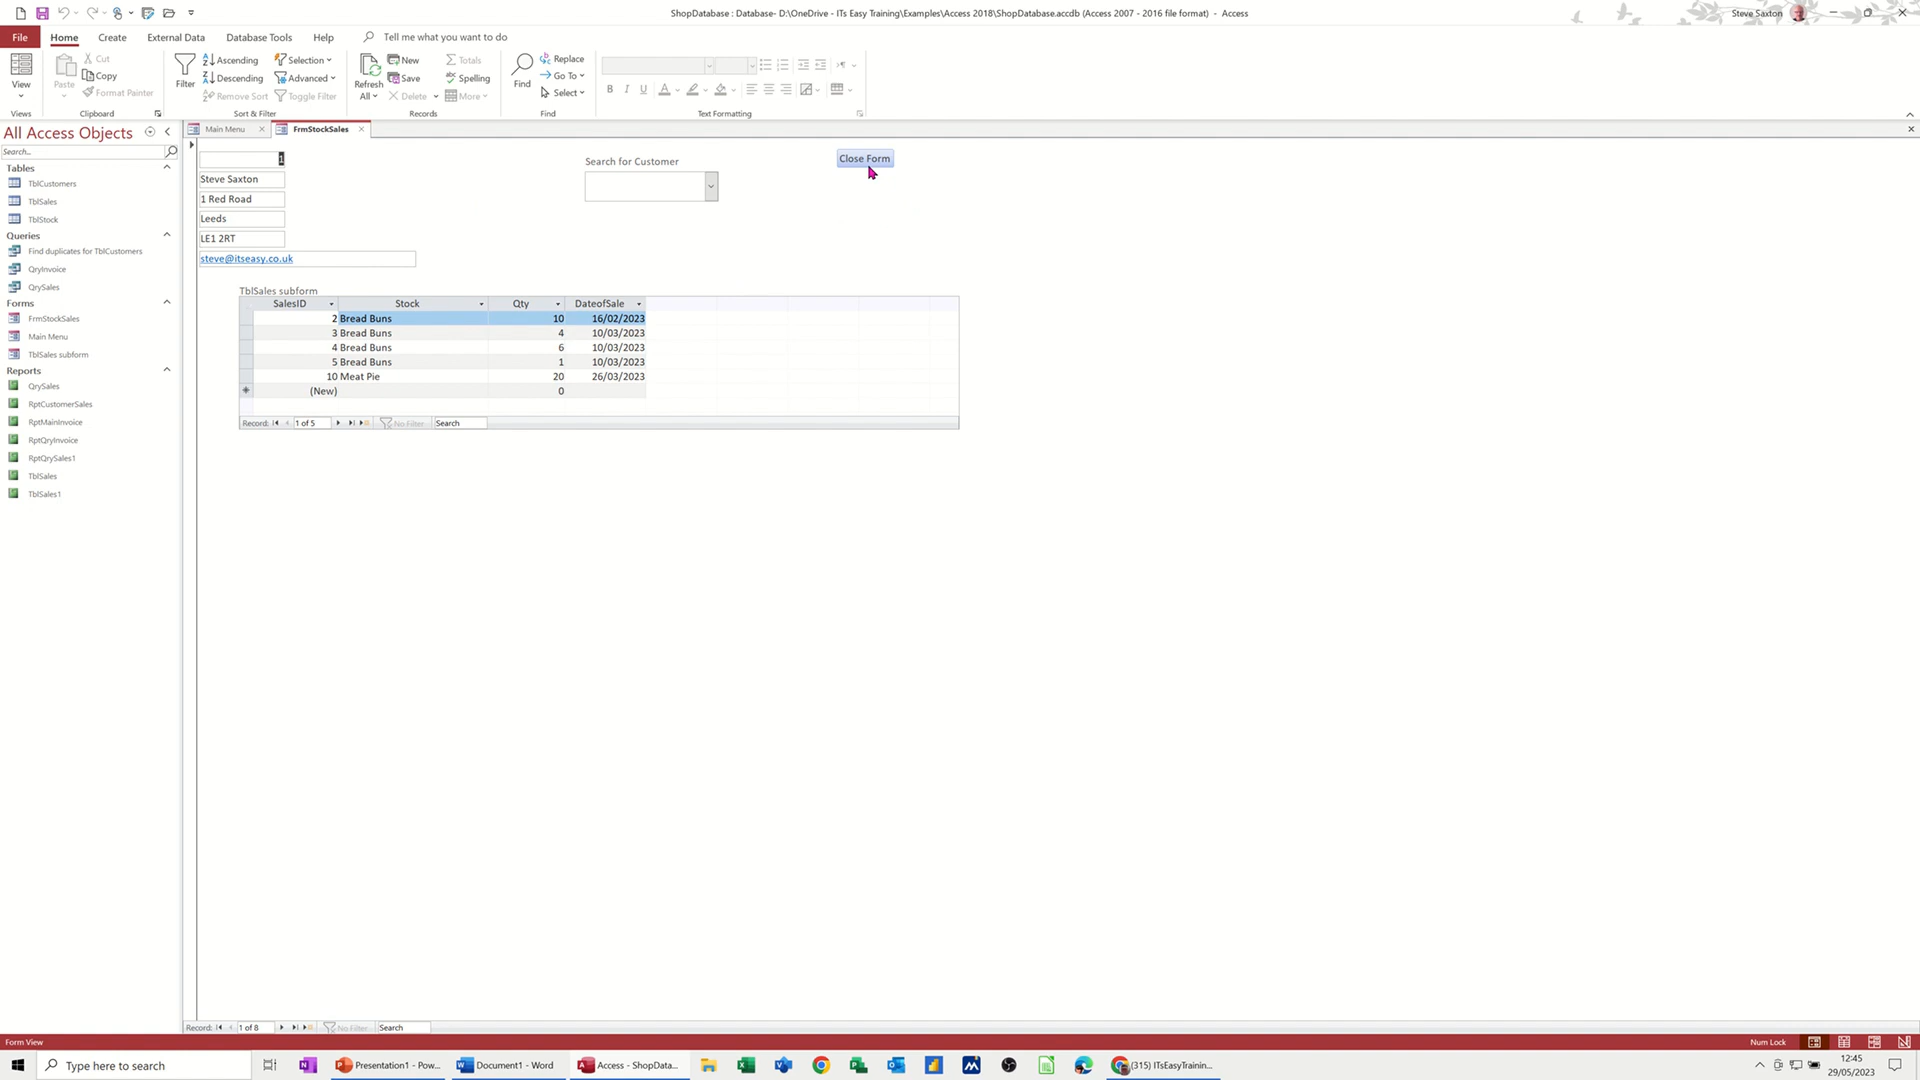 ShopDatabase : Database- D:\OneDrive - ITs Easy Training\Examples\Access 2018\ShopDatabase.accdb (Access 2007 - 2016 file format) - Access
Steve Saxton
File Home Create External Data Database Tools Help Tell me what you want to do
View
Views
Paste
Cut
Copy
Format Painter
Clipboard
Filter
Ascending
Descending
Remove Sort
Selection
Advanced
Toggle Filter
Sort & Filter
Refresh All
New
Save
Delete
Totals
Spelling
More
Records
Find
Replace
Go To
Select
Find
B I U A
Text Formatting
All Access Objects
Search...
Tables
TblCustomers
TblSales
TblStock
Queries
Find duplicates for TblCustomers
QryInvoice
QrySales
Forms
FrmStockSales
Main Menu
TblSales subform
Reports
QrySales
RptCustomerSales
RptMainInvoice
RptQryInvoice
RptQrySales1
TblSales
TblSales1
Main Menu
FrmStockSales
1
Steve Saxton
1 Red Road
Leeds
LE1 2RT
steve@itseasy.co.uk
Search for Customer
Close Form
TblSales subform
SalesID Stock Qty DateofSale
2 Bread Buns 10 16/02/2023
3 Bread Buns 4 10/03/2023
4 Bread Buns 6 10/03/2023
5 Bread Buns 1 10/03/2023
10 Meat Pie 20 26/03/2023
(New) 0
Record: 1 of 5 No Filter Search
Record: 1 of 8 No Filter Search
Form View
Num Lock
Type here to search
Presentation1 - Pow...
Document1 - Word
Access - ShopData...
(315) ITsEasyTrainin...
12:45
29/05/2023